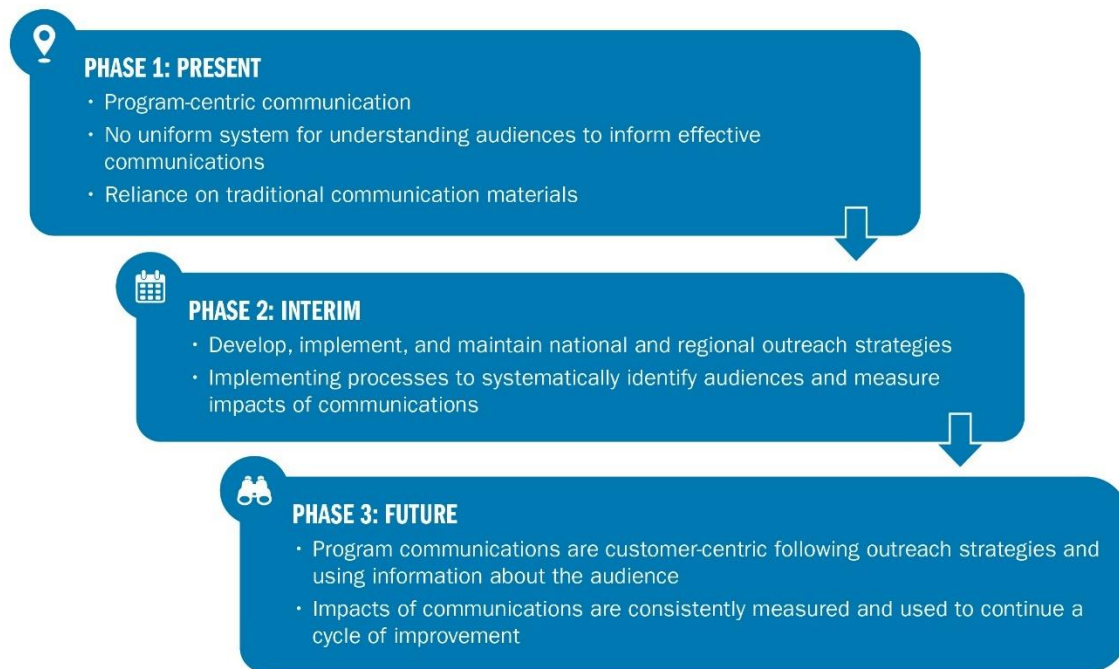 PHASE 1: PRESENT
· Program-centric communication
· No uniform system for understanding audiences to inform effective
communications
· Reliance on traditional communication materials
PHASE 2: INTERIM
· Develop, implement, and maintain national and regional outreach strategies
· Implementing processes to systematically identify audiences and measure
impacts of communications
PHASE 3: FUTURE
· Program communications are customer-centric following outreach strategies and
using information about the audience
· Impacts of communications are consistently measured and used to continue a
cycle of improvement